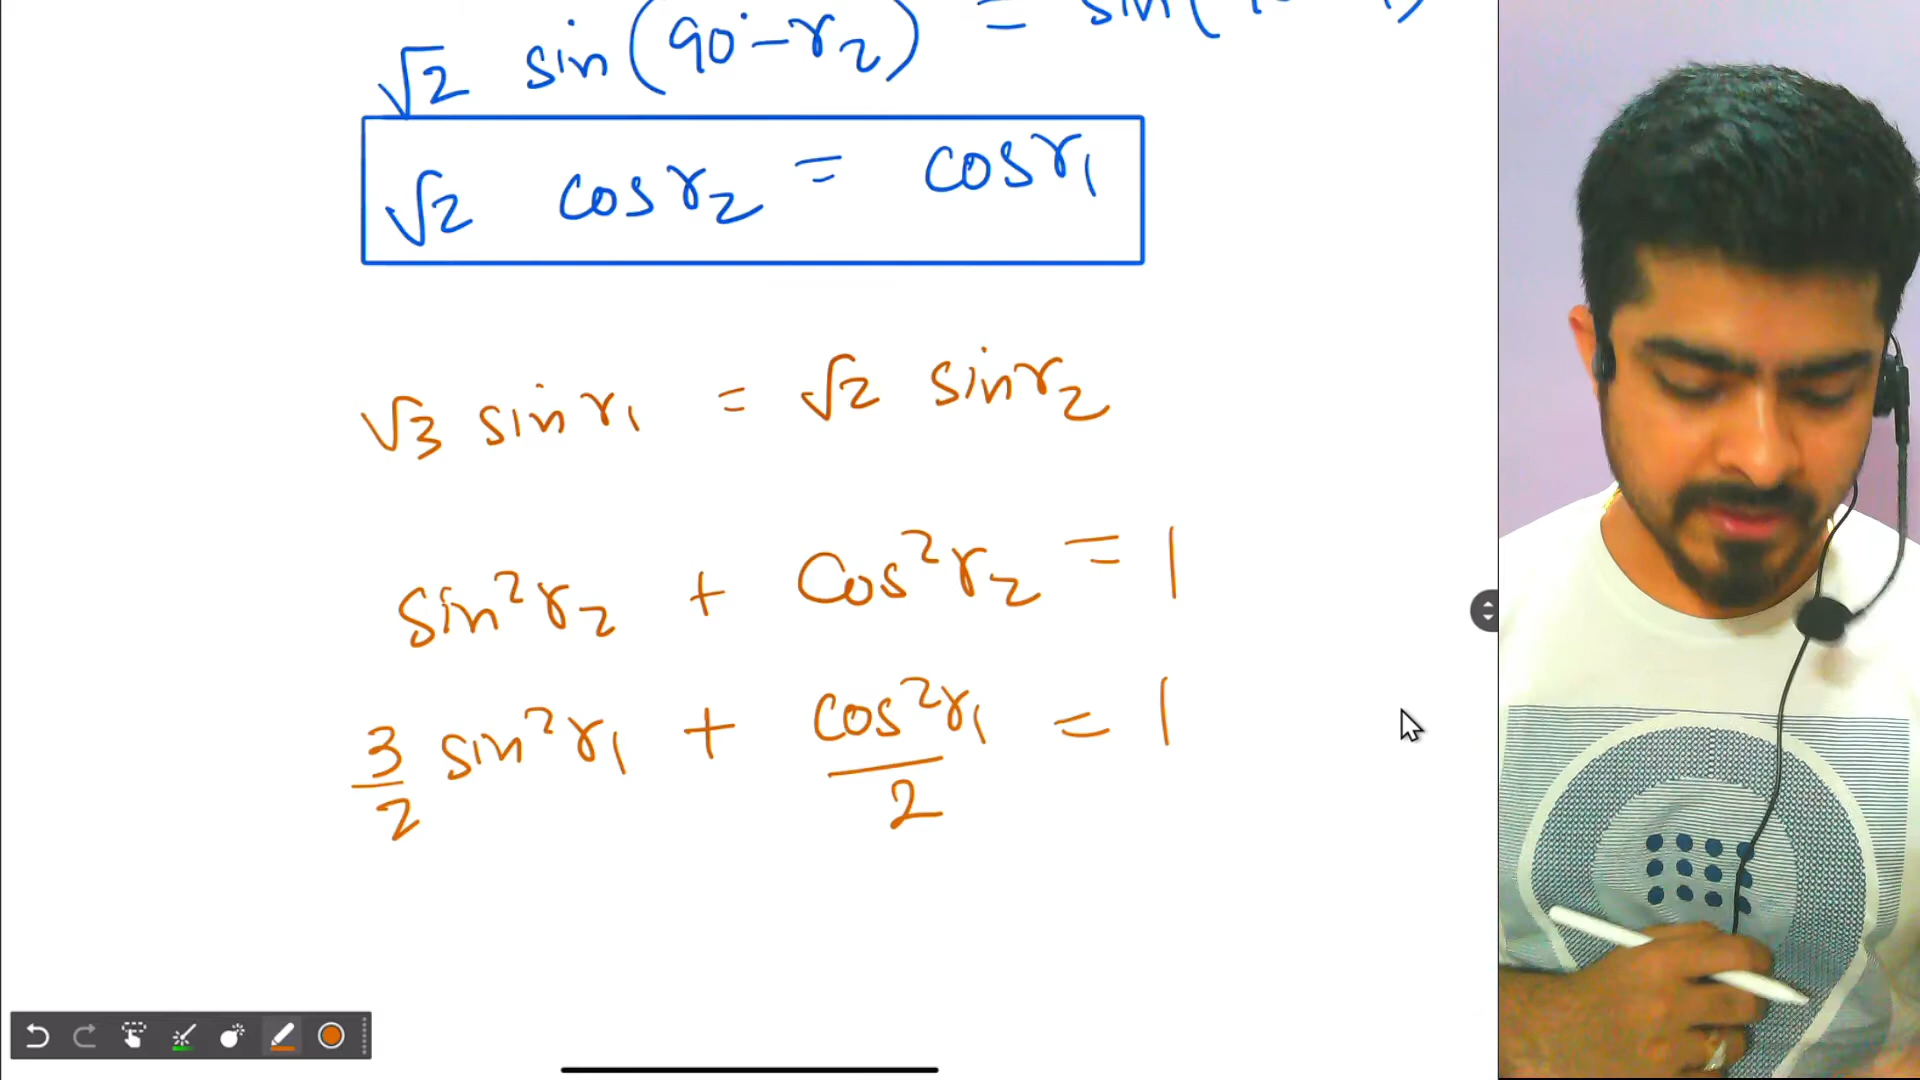 √2 sin(90°-r₂) = sin(
√2 cos r₂ = cos r₁
√3 sin r₁ = √2 sin r₂
sin²r₂ + Cos²r₂ = 1
3/2 sin²r₁ + cos²r₁/2 = 1